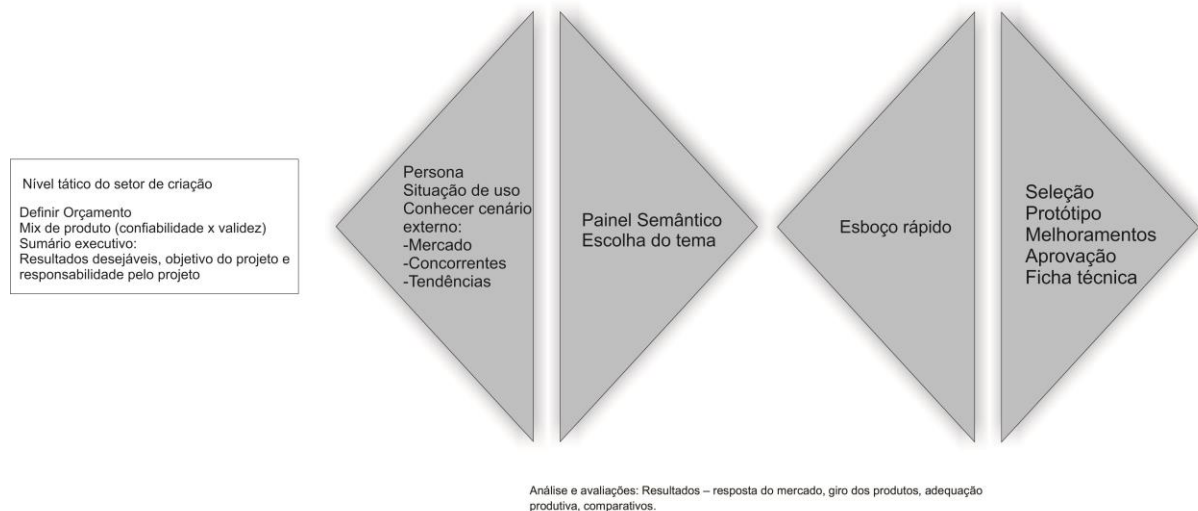 Nível tático do setor de criação
Definir Orçamento
Mix de produto (confiabilidade x validez)
Sumário executivo:
Resultados desejáveis, objetivo do projeto e
responsabilidade pelo projeto
Persona
Situação de uso
Conhecer cenário
externo:
-Mercado
-Concorrentes
-Tendências
Painel Semântico
Escolha do tema
Esboço rápido
Seleção
Protótipo
Melhoramentos
Aprovação
Ficha técnica
Análise e avaliações: Resultados – resposta do mercado, giro dos produtos, adequação
produtiva, comparativos.